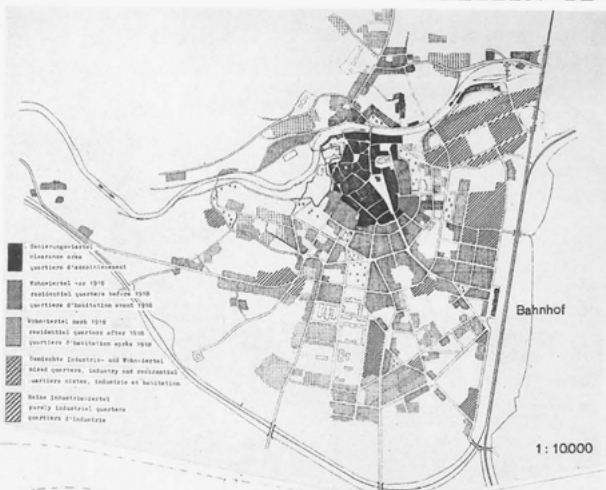 Sanierungsviertel
clearance area
quartiers d'assainissement
Wohnviertel vor 1918
residential quarters before 1918
quartiers d'habitation avant 1918
Wohnviertel nach 1918
residential quarters after 1918
quartiers d'habitation après 1918
Gemischte Industrie- und Wohnviertel
mixed quarters, industry and residential
quartiers mixtes, industrie et habitation
Reine Industrieviertel
purely industrial quarters
quartiers d'industrie
Bahnhof
1:10000